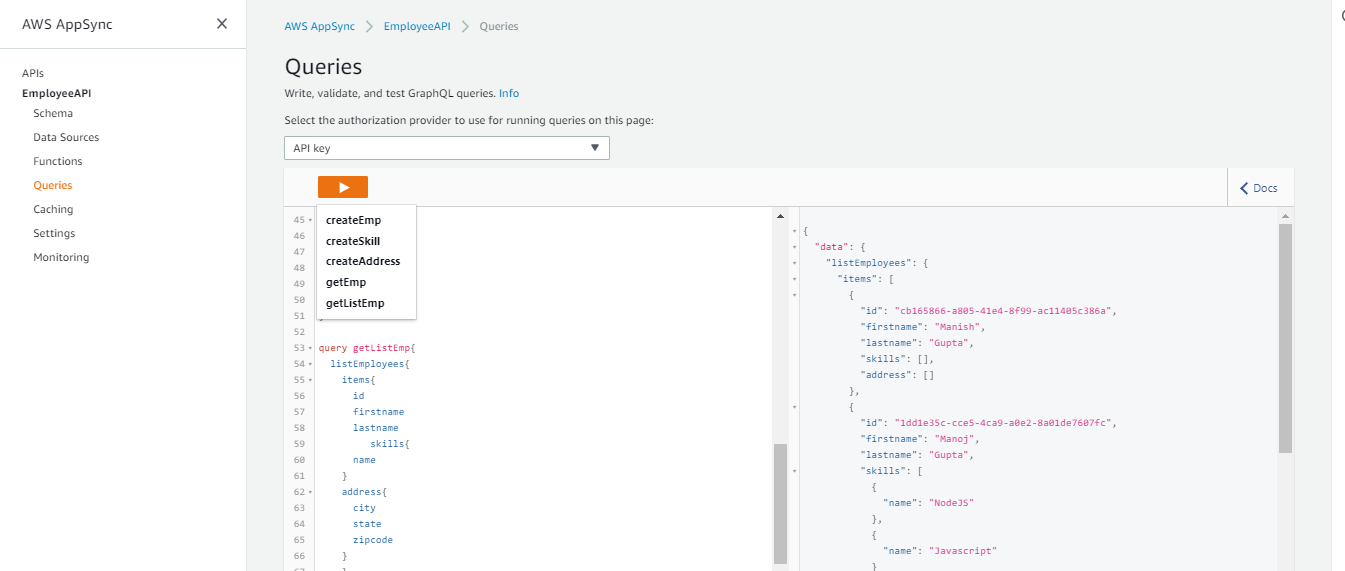 AWS AppSync
APIs
EmployeeAPI
Schema
Data Sources
Functions
Queries
Caching
Settings
Monitoring
AWS AppSync > EmployeeAPI > Queries
Queries
Write, validate, and test GraphQL queries. Info
Select the authorization provider to use for running queries on this page:
API key
Docs
createEmp
createSkill
createAddress
getEmp
getListEmp
45
46
47
48
49
50
51
52
53 query getListEmp{
54 listEmployees{
55 items{
56 id
57 firstname
58 lastname
59 skills{
60 name
61 }
62 address{
63 city
64 state
65 zipcode
66 }
{
"data": {
"listEmployees": {
"items": [
{
"id": "cb165866-a805-41e4-8f99-ac11405c386a",
"firstname": "Manish",
"lastname": "Gupta",
"skills": [],
"address": []
},
{
"id": "1dd1e35c-cce5-4ca9-a0e2-8a01de7607fc",
"firstname": "Manoj",
"lastname": "Gupta",
"skills": [
{
"name": "NodeJS"
},
{
"name": "Javascript"
}